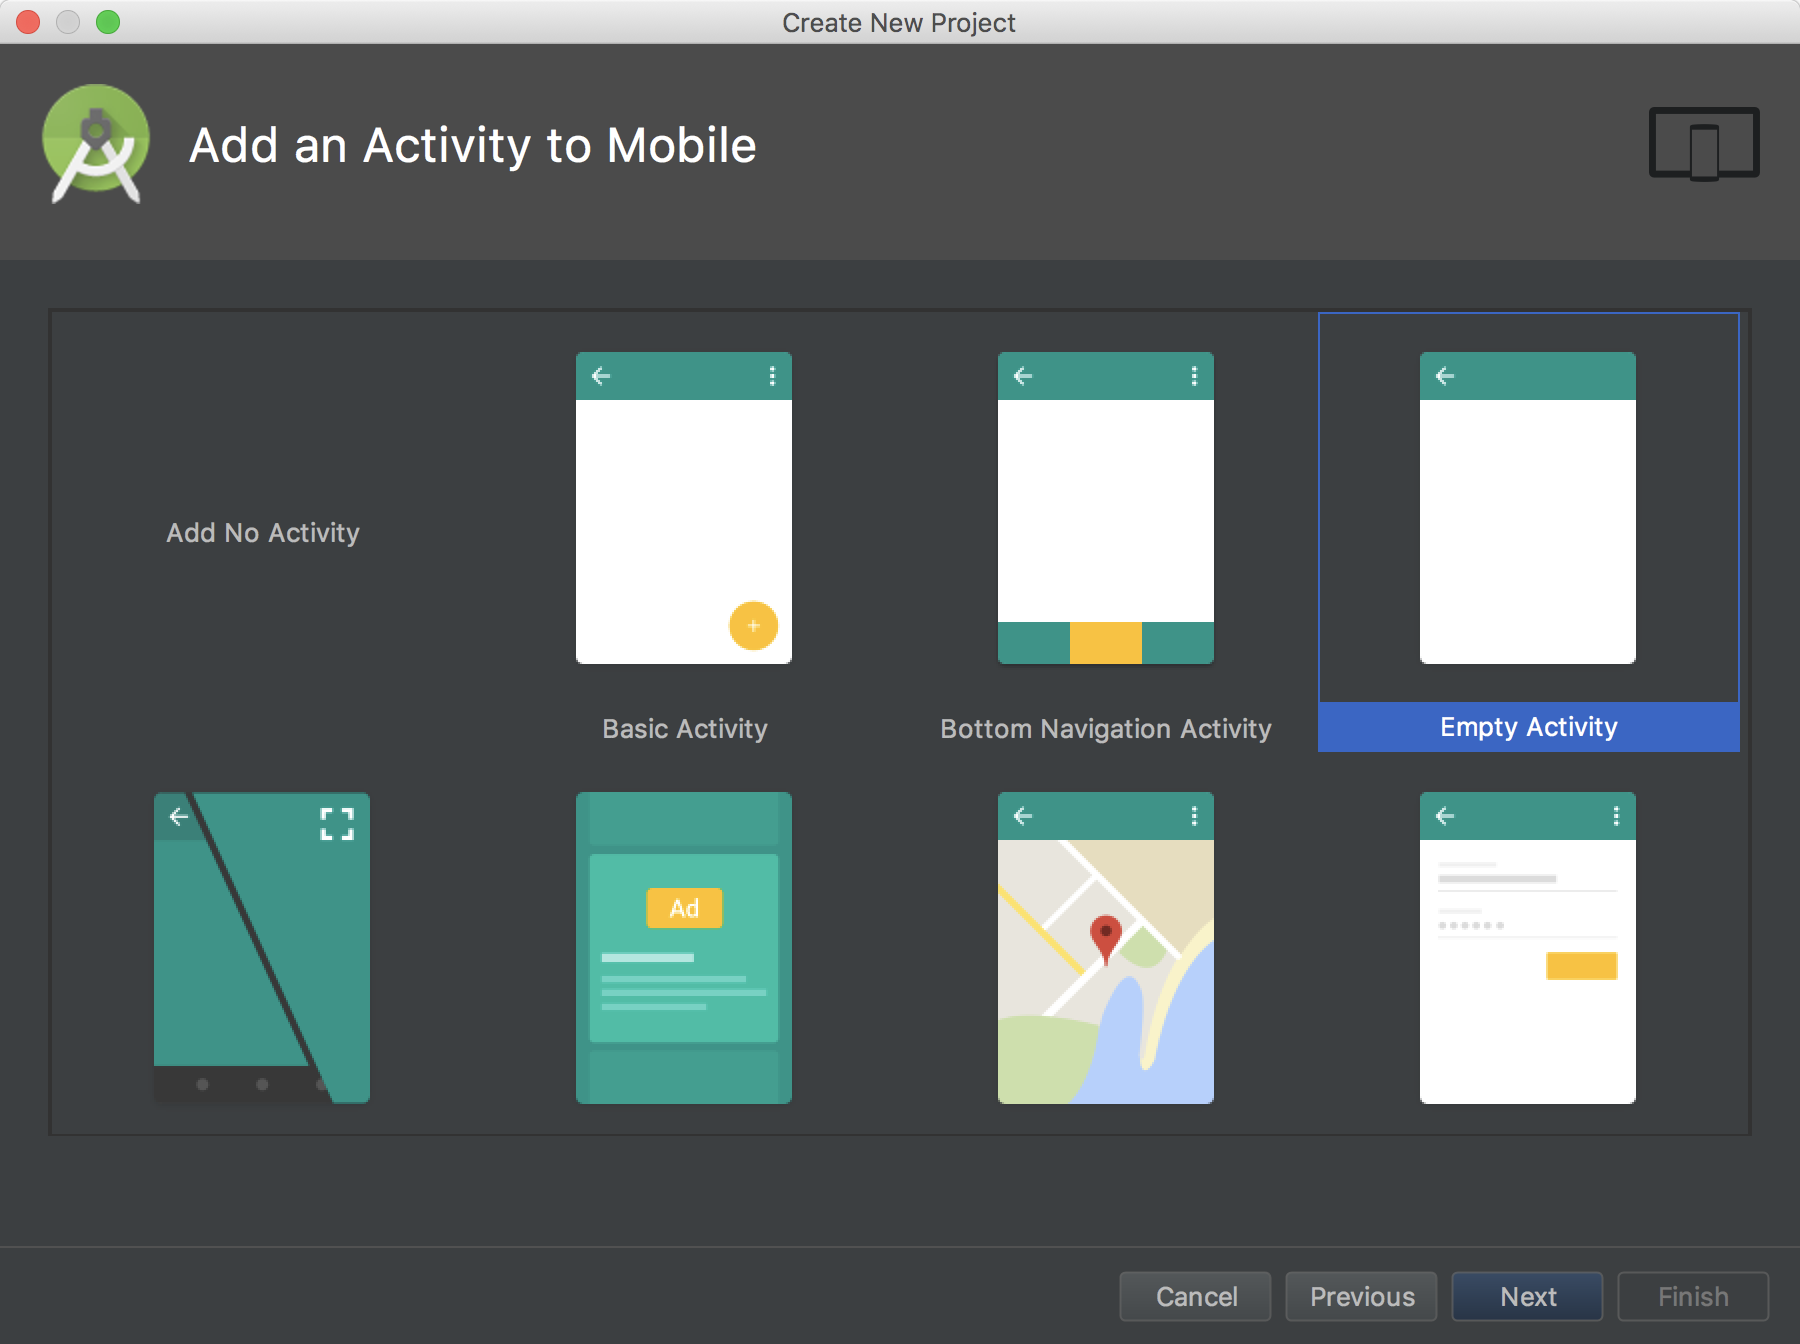 Create New Project
Add an Activity to Mobile
Add No Activity
Basic Activity
Bottom Navigation Activity
Empty Activity
Ad
Cancel
Previous
Next
Finish